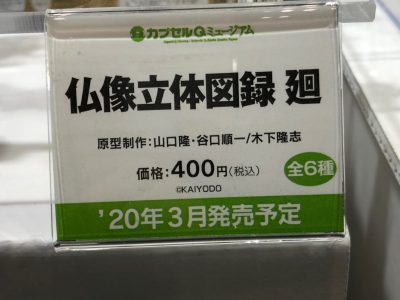 カプセルQミュージアム
仏像立体図録 廻
原型制作:山口隆・谷口順一/木下隆志
価格:400円(税込)
全6種
©KAIYODO
'20年3月発売予定